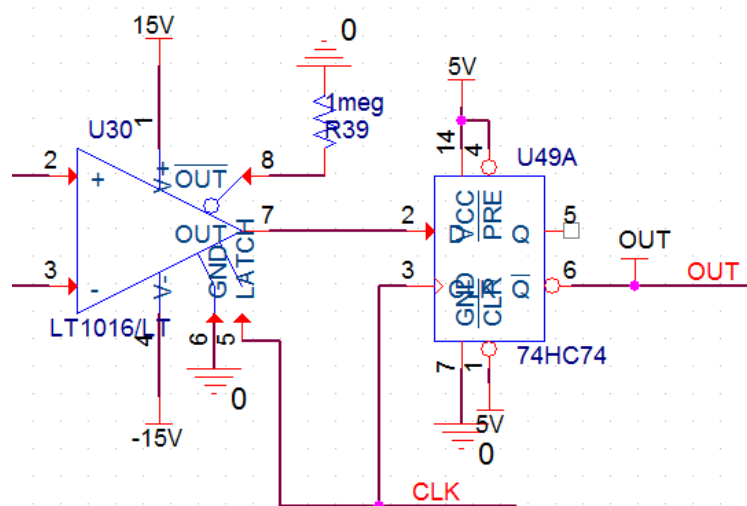 15V
0
5V
1meg
R39
U30
1
14
4
U49A
2
+
V+
OUT
8
VCC
PRE
5
OUT
7
2
D
Q
OUT
3
-
V-
GND
LATCH
3
CLK
Q
6
OUT
GND
CLR
LT1016/LT
4
6
5
7
1
74HC74
0
-15V
5V
0
CLK